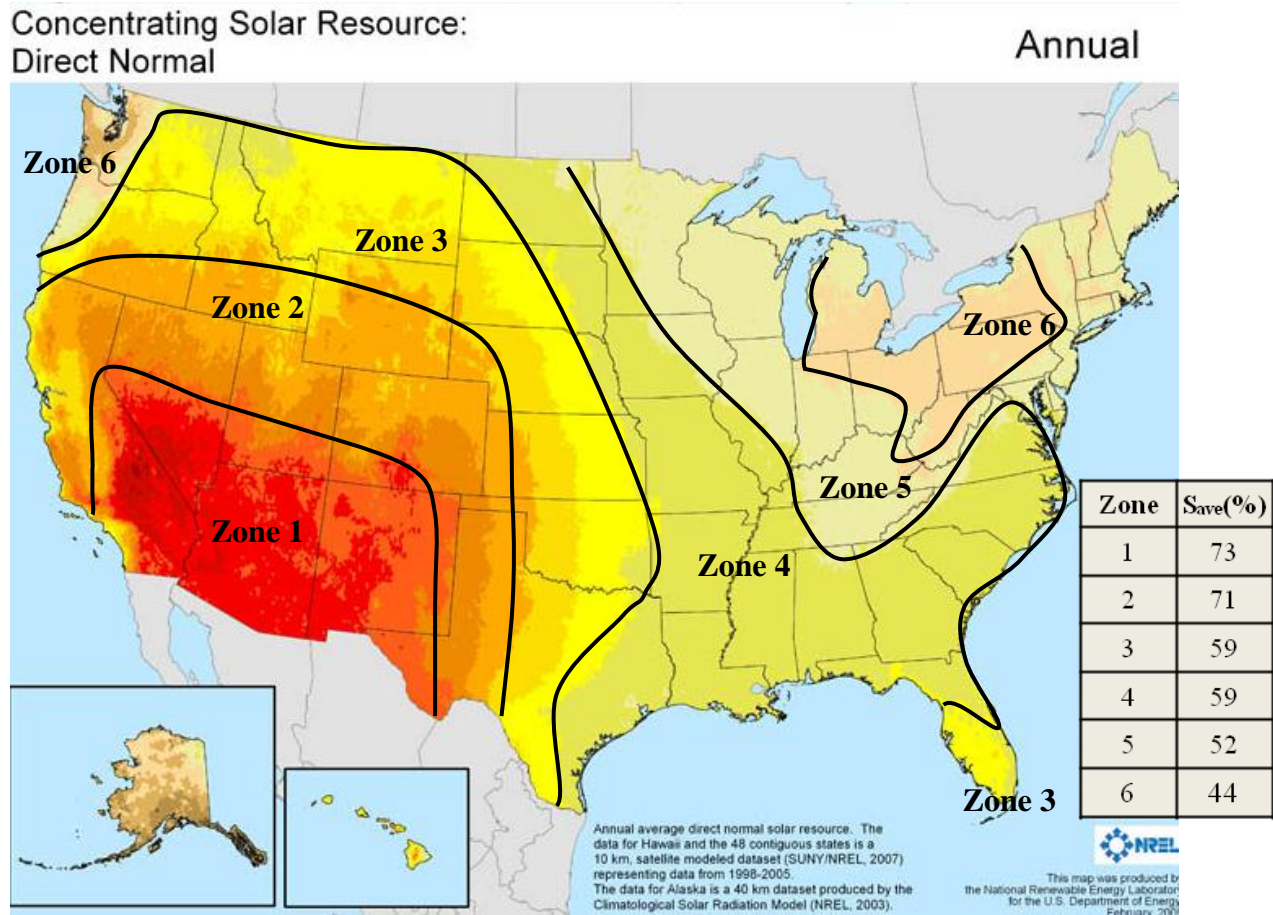 Concentrating Solar Resource:
Direct Normal
Annual
Zone 6
Zone 3
Zone 2
Zone 6
Zone 5
Zone 1
Zone 4
Zone 3
Zone Save(%)
1 73
2 71
3 59
4 59
5 52
6 44
Annual average direct normal solar resource. The
data for Hawaii and the 48 contiguous states is a
10 km, satellite modeled dataset (SUNY/NREL, 2007)
representing data from 1998-2005.
The data for Alaska is a 40 km dataset produced by the
Climatological Solar Radiation Model (NREL, 2003).
NREL
This map was produced by
the National Renewable Energy Laborator
for the U.S. Department of Energy
February, 200